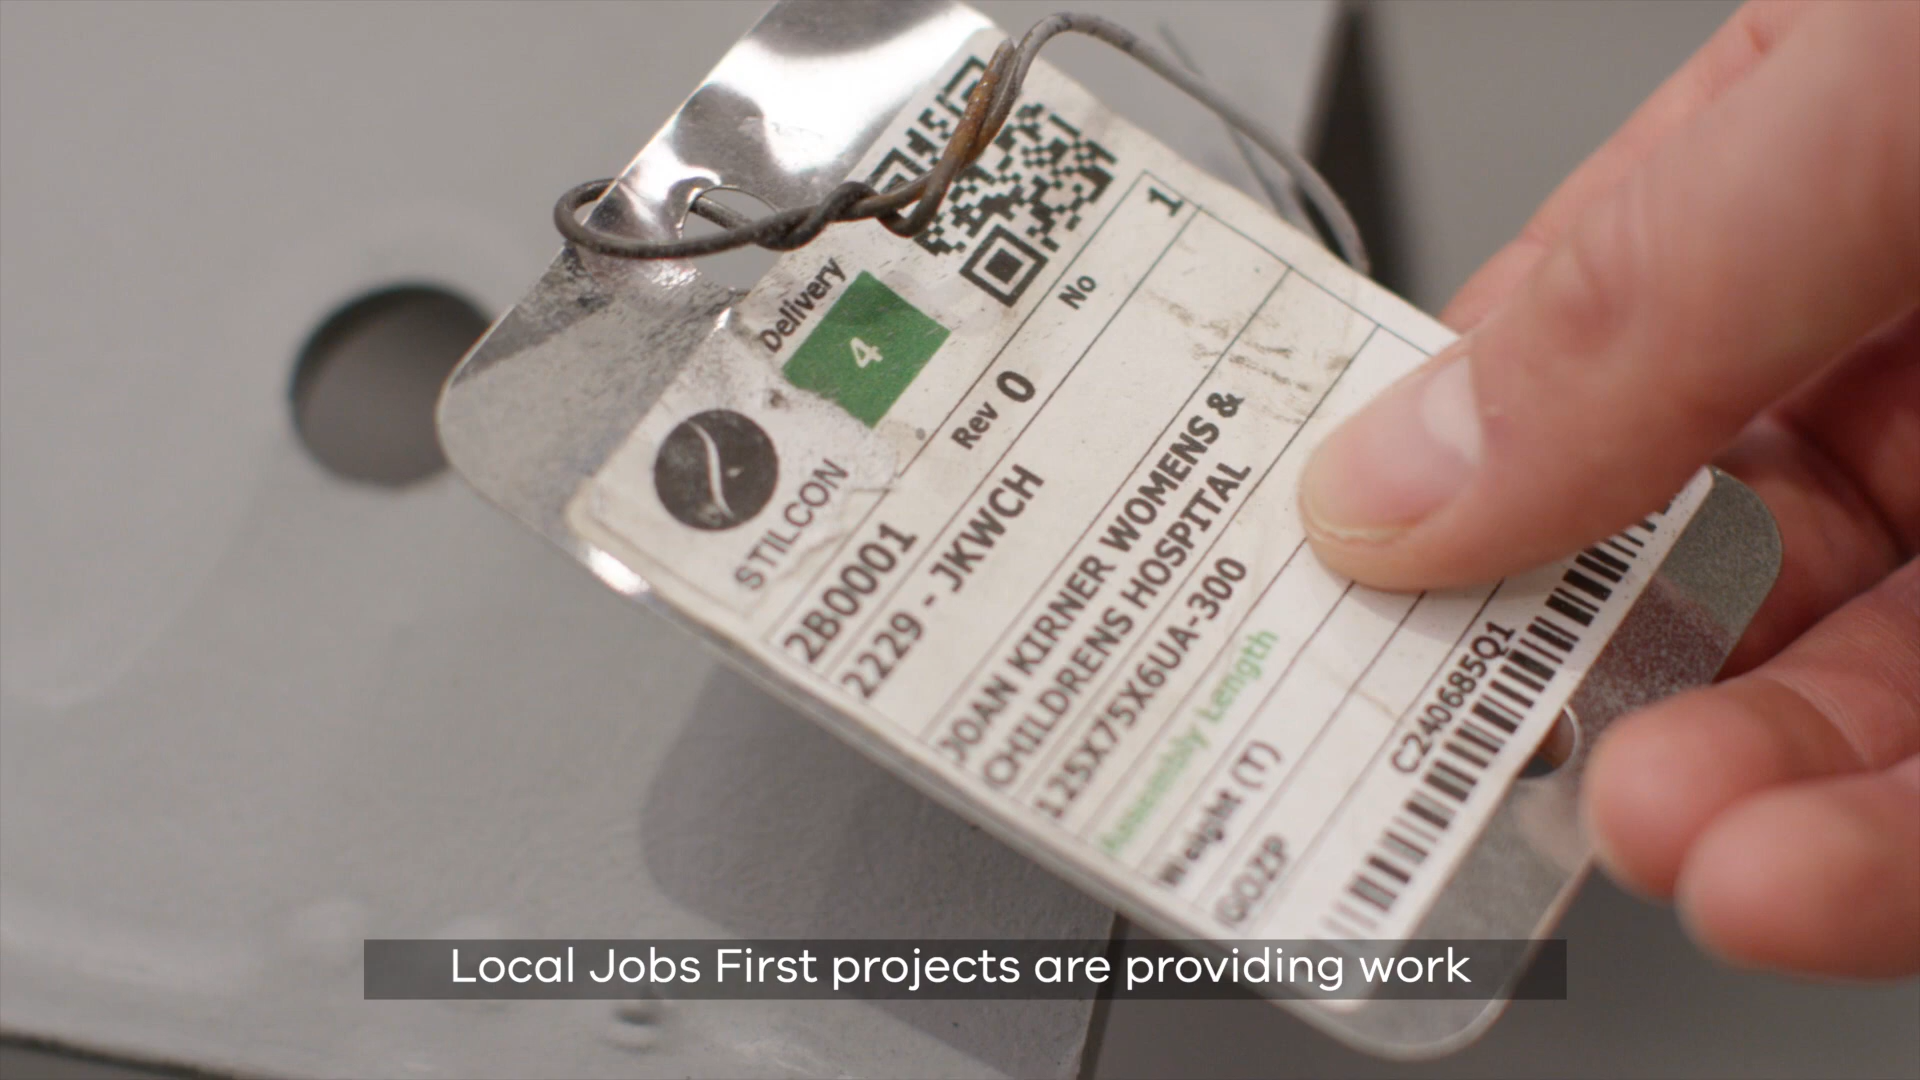 Delivery
4
STILCON
2B0001
Rev 0
No
1
2229 - JKWCH
JOAN KIRNER WOMENS &
CHILDRENS HOSPITAL
125X75X6UA-300
Assembly Length
Weight (T)
C240685Q1
Local Jobs First projects are providing work